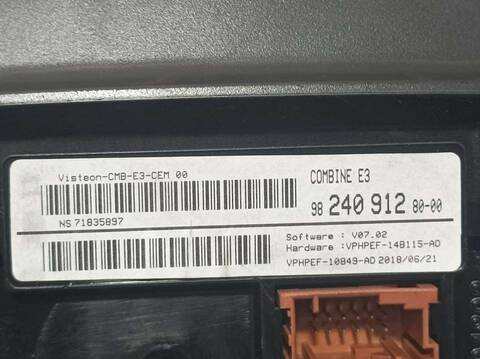 Visteon-CMB-E3-CEM 00
COMBINE E3
NS 71835897
98 240 912 80-00
Software : V07.02
Hardware :VPHPEF-14B115-AD
VPHPEF-10849-AD 2018/06/21